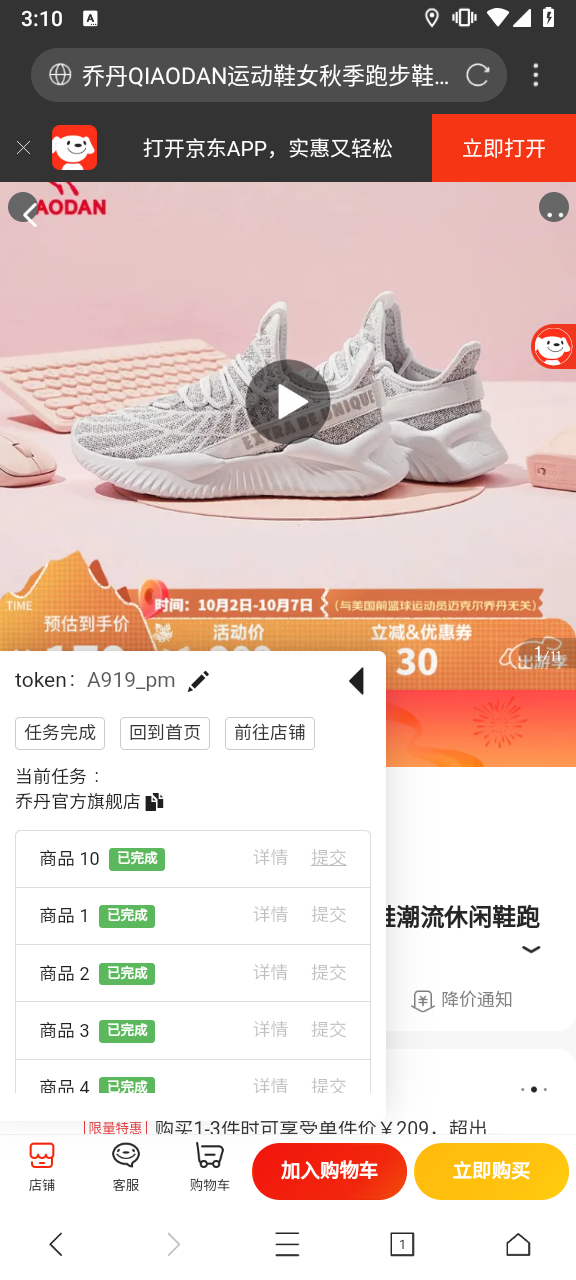 3:10
A
乔丹QIAODAN运动鞋女秋季跑步鞋...
打开京东APP，实惠又轻松
立即打开
AODAN
EXTRA BE UNIQUE
TIME
时间：10月2日-10月7日
（与美国前篮球运动员迈克尔乔丹无关）
预估到手价
活动价
立减&优惠券
30
出游季
1/11
token： A919_pm
任务完成
回到首页
前往店铺
当前任务：
乔丹官方旗舰店
商品 10 已完成 详情 提交
商品 1 已完成 详情 提交
商品 2 已完成 详情 提交
商品 3 已完成 详情 提交
商品 4 已完成 详情 提交
鞋潮流休闲鞋跑
降价通知
限量特惠 购买1-3件时可享受单件价￥209，超出...
店铺
客服
购物车
加入购物车
立即购买
1